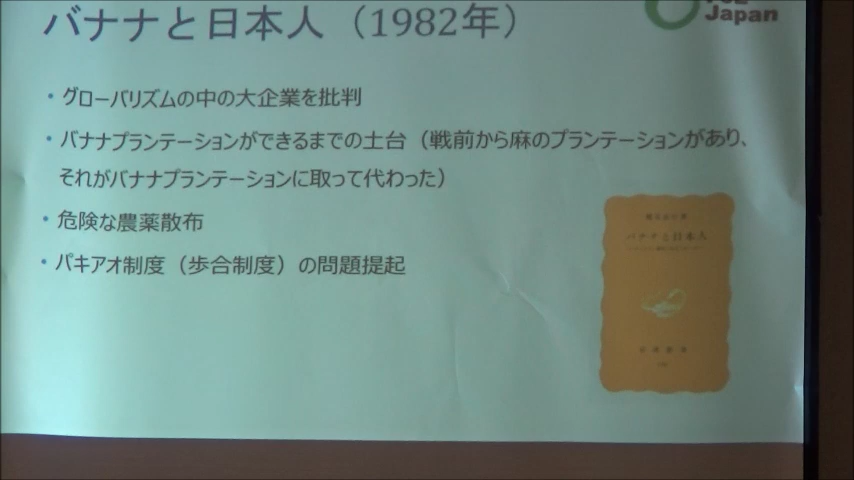 バナナと日本人（1982年）
Japan
・グローバリズムの中の大企業を批判
・バナナプランテーションができるまでの土台（戦前から麻のプランテーションがあり、
それがバナナプランテーションに取って代わった）
・危険な農薬散布
・パキアオ制度（歩合制度）の問題提起
バナナと日本人